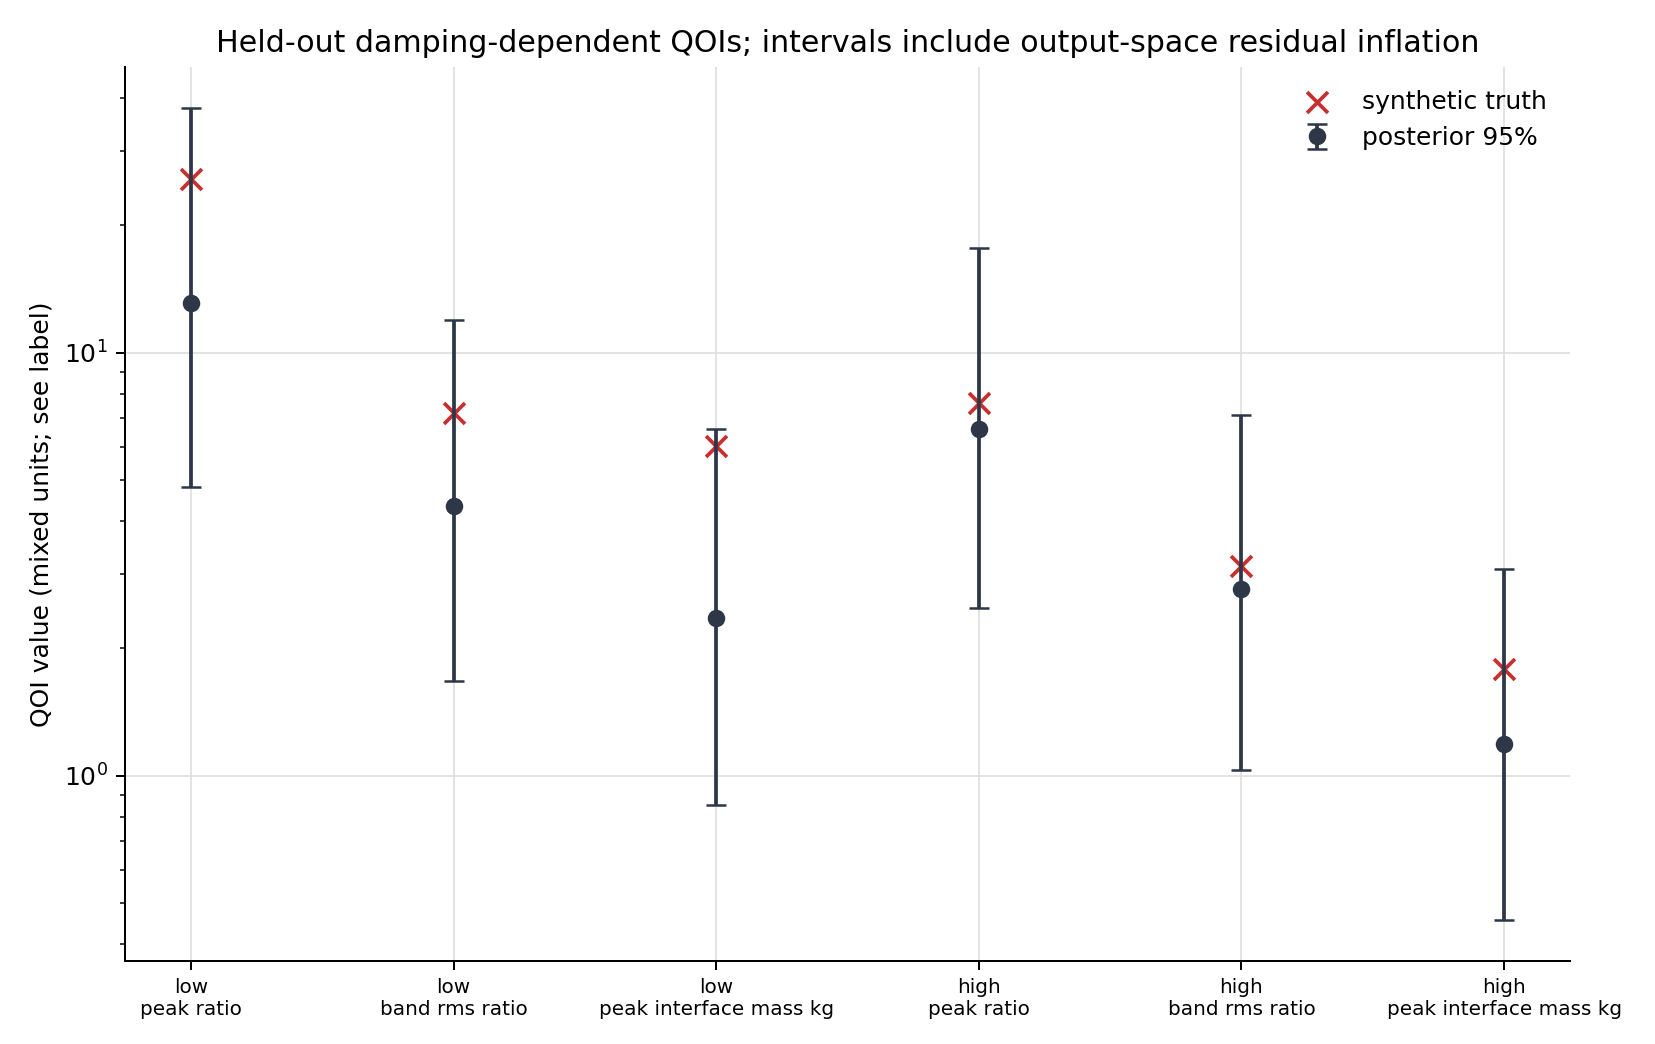 Held-out damping-dependent QOIs; intervals include output-space residual inflation
synthetic truth
posterior 95%
QOI value (mixed units; see label)
10¹
10⁰
low
peak ratio
low
band rms ratio
low
peak interface mass kg
high
peak ratio
high
band rms ratio
high
peak interface mass kg